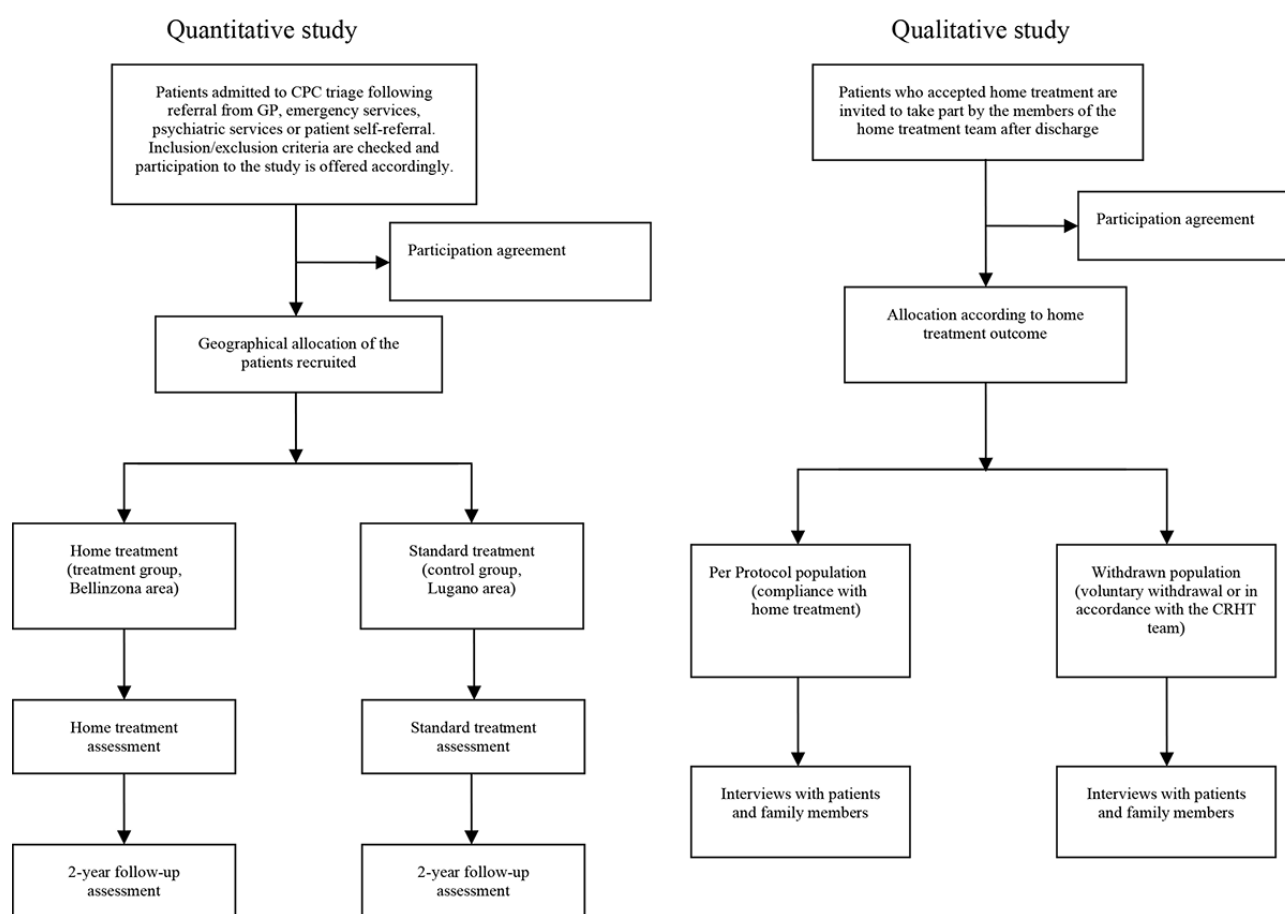 Quantitative study
Patients admitted to CPC triage following
referral from GP, emergency services,
psychiatric services or patient self-referral.
Inclusion/exclusion criteria are checked and
participation to the study is offered accordingly.
Participation agreement
Geographical allocation of the
patients recruited
Home treatment
(treatment group,
Bellinzona area)
Standard treatment
(control group,
Lugano area)
Home treatment
assessment
Standard treatment
assessment
2-year follow-up
assessment
2-year follow-up
assessment
Qualitative study
Patients who accepted home treatment are
invited to take part by the members of
the home treatment team after discharge
Participation agreement
Allocation according to home
treatment outcome
Per Protocol population
(compliance with
home treatment)
Withdrawn population
(voluntary withdrawal or in
accordance with the CRHT
team)
Interviews with patients
and family members
Interviews with patients
and family members